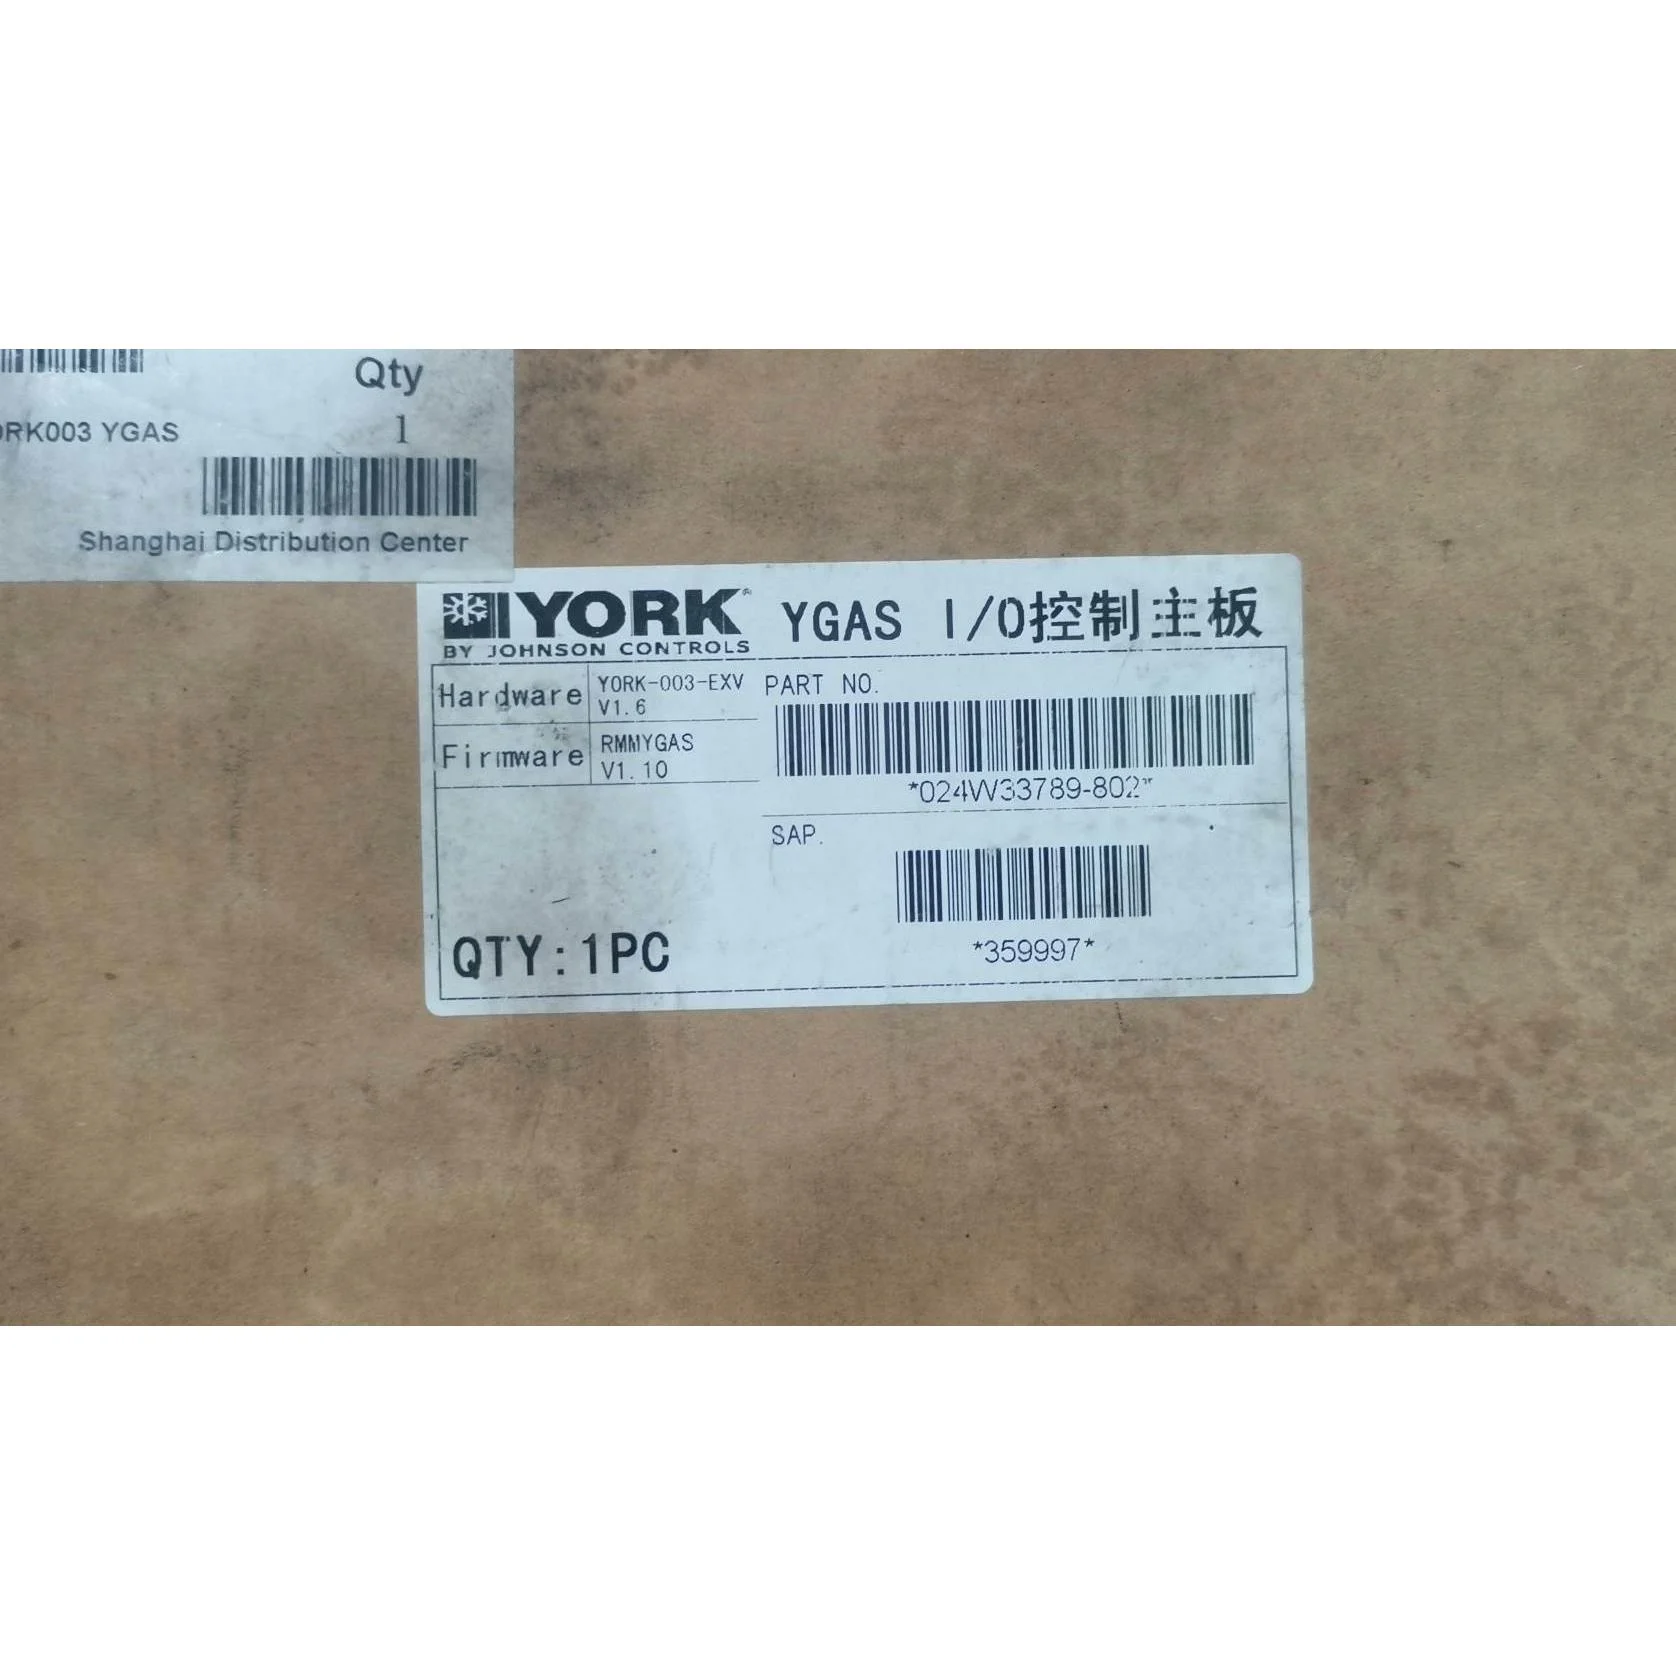 Qty
ORK003 YGAS
1
Shanghai Distribution Center
YORK
BY JOHNSON CONTROLS
YGAS I/O控制主板
Hardware
YORK-003-EXV
V1.6
Firmware
RMMYGAS
V1.10
PART NO.
*024W33789-802*
SAP.
*359997*
QTY:1PC